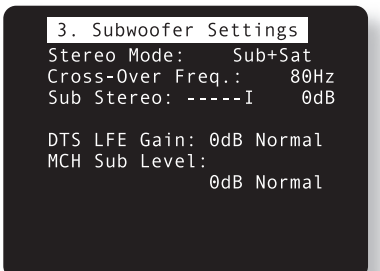 3. Subwoofer Settings
Stereo Mode: Sub+Sat
Cross-Over Freq.: 80Hz
Sub Stereo: -----I 0dB
DTS LFE Gain: 0dB Normal
MCH Sub Level:
0dB Normal